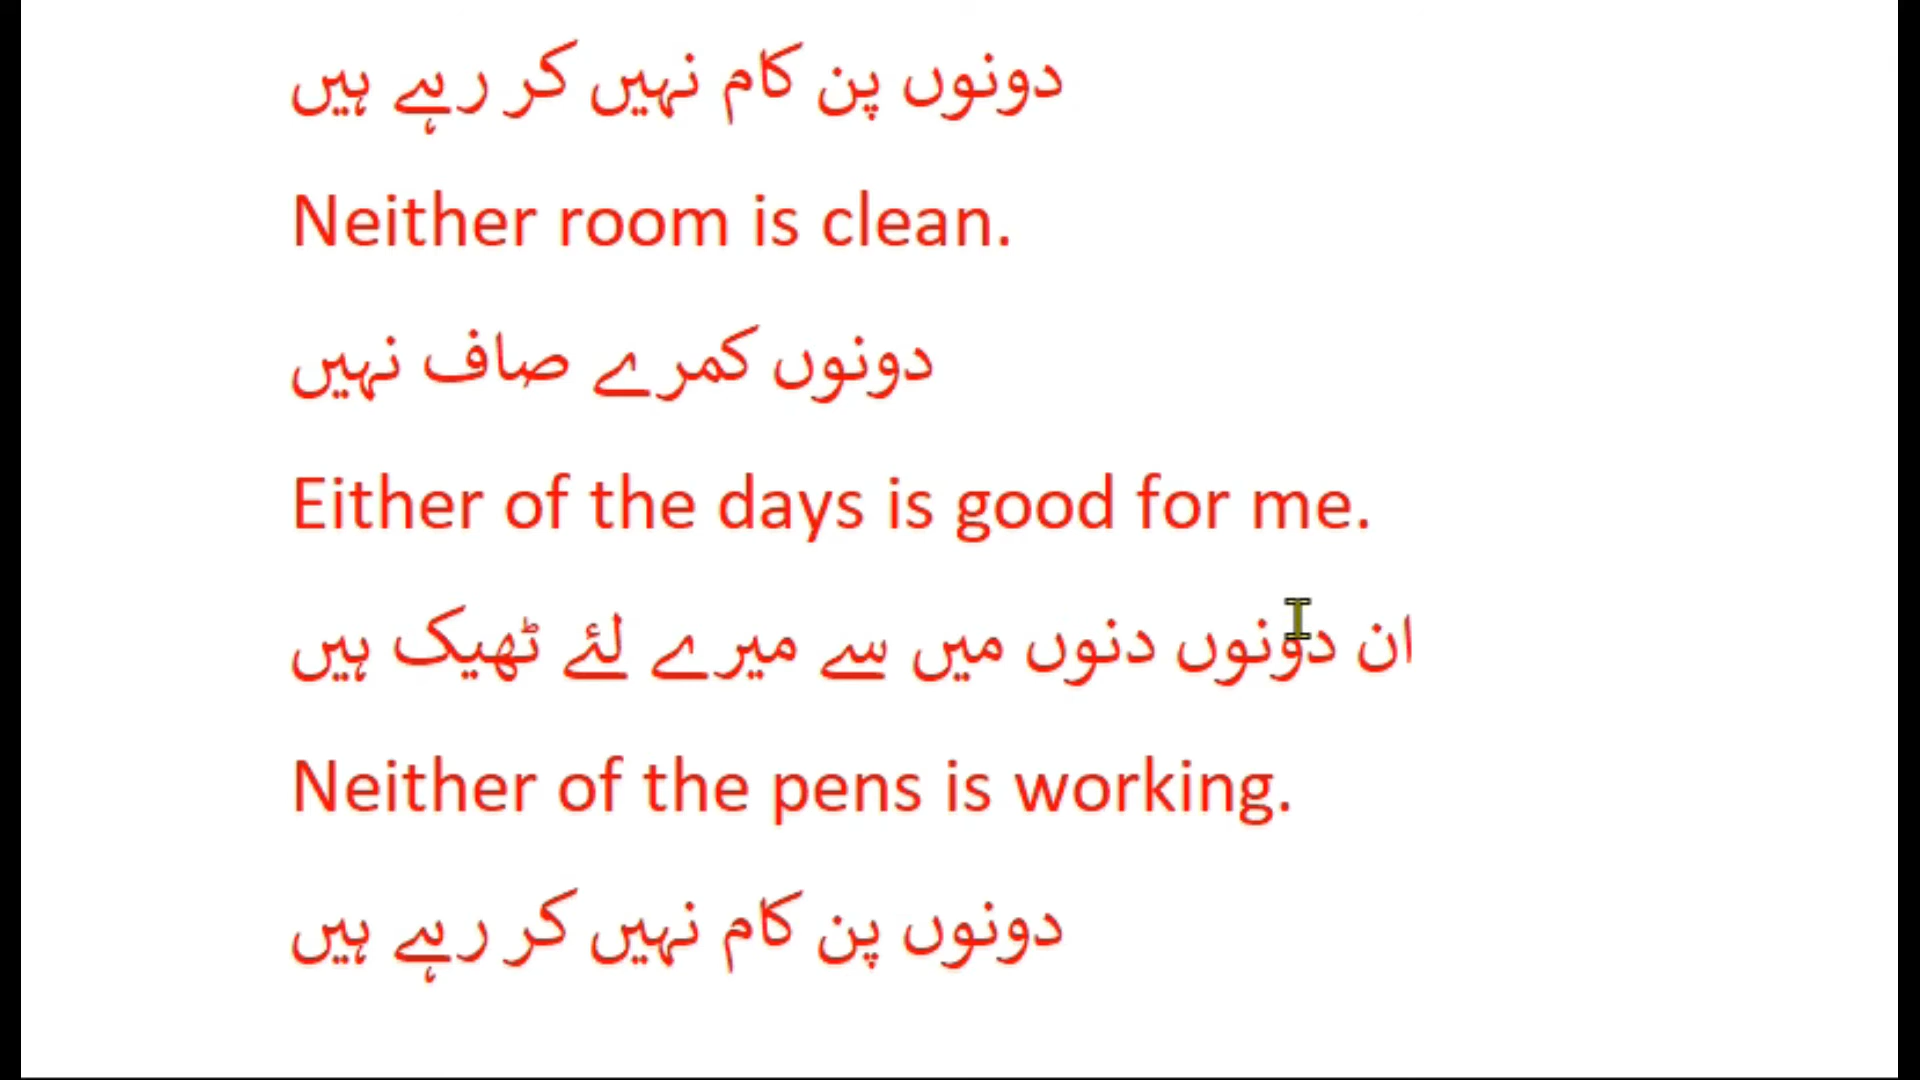 دونوں پن کام نہیں کر رہے ہیں
Neither room is clean.
دونوں کمرے صاف نہیں
Either of the days is good for me.
ان دونوں دنوں میں سے میرے لئے ٹھیک ہیں
Neither of the pens is working.
دونوں پن کام نہیں کر رہے ہیں